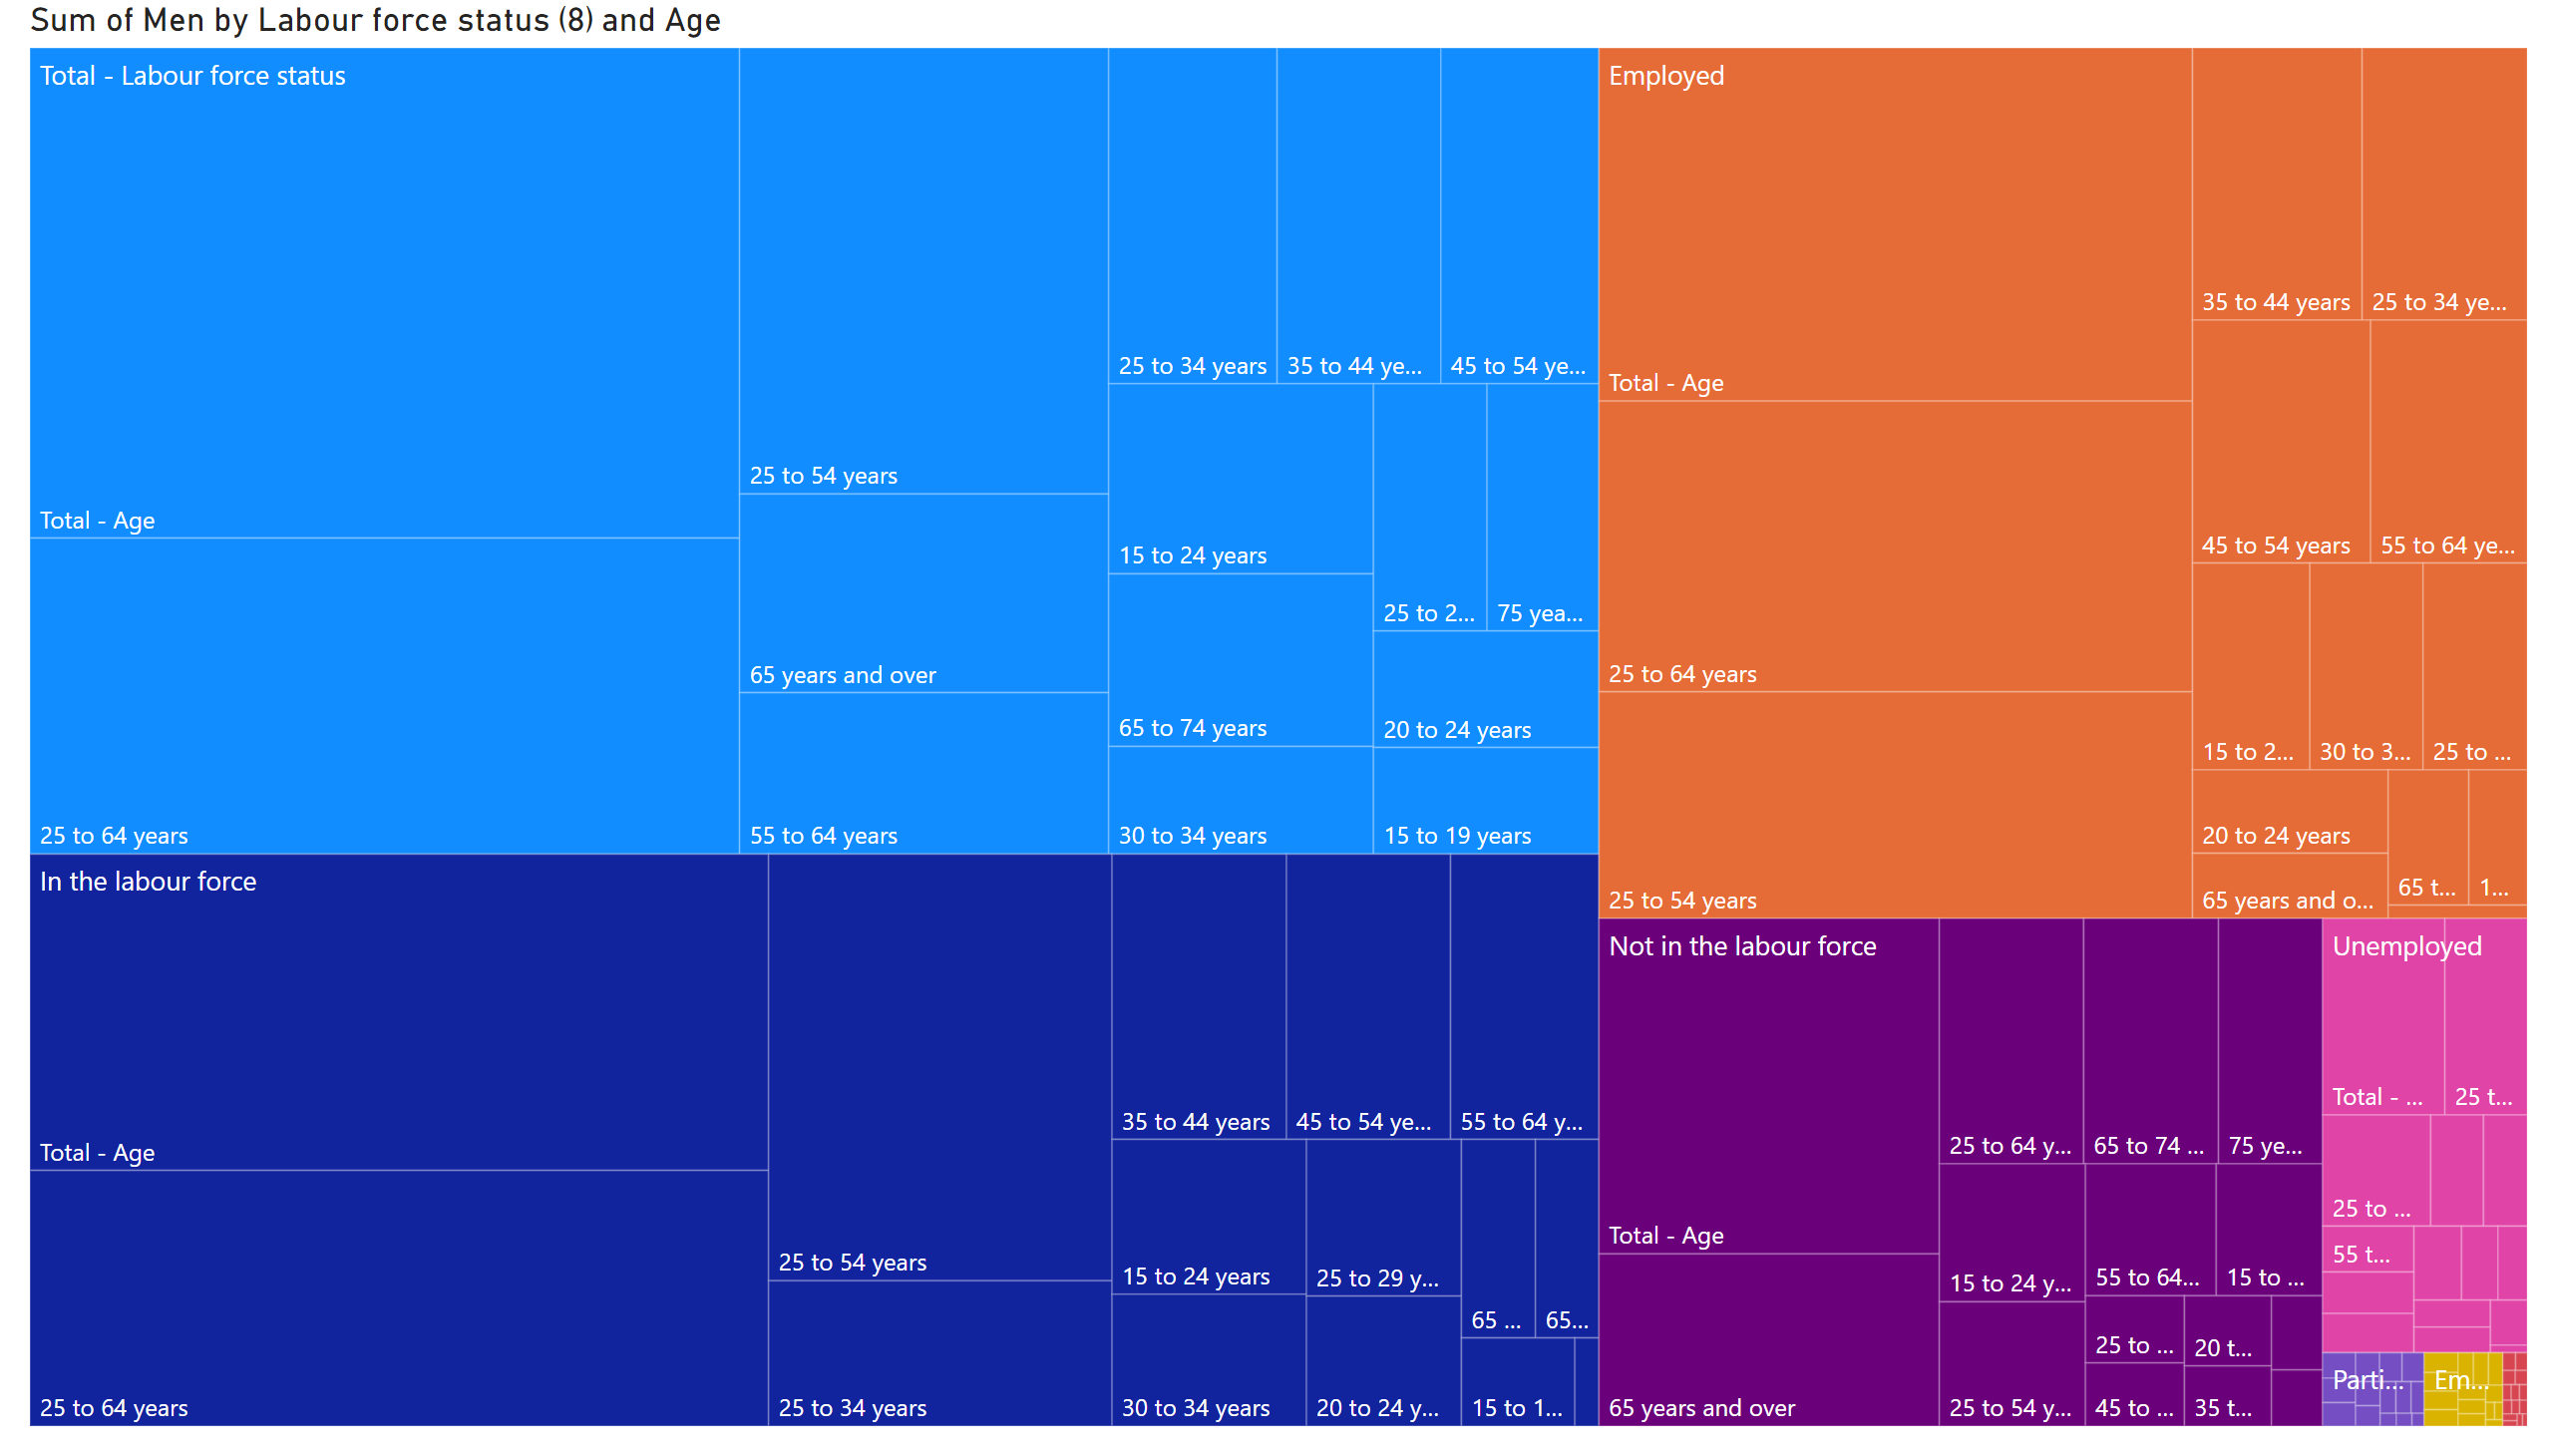 Sum of Men by Labour force status (8) and Age
Total - Labour force status
Total - Age
25 to 64 years
25 to 54 years
65 years and over
55 to 64 years
25 to 34 years
35 to 44 ye...
45 to 54 ye...
15 to 24 years
65 to 74 years
30 to 34 years
25 to 2...
75 yea...
20 to 24 years
15 to 19 years
In the labour force
Total - Age
25 to 64 years
25 to 54 years
25 to 34 years
35 to 44 years
45 to 54 ye...
55 to 64 y...
15 to 24 years
30 to 34 years
25 to 29 y...
20 to 24 y...
65 ...
65...
15 to 1...
Employed
Total - Age
25 to 64 years
25 to 54 years
35 to 44 years
25 to 34 ye...
45 to 54 years
55 to 64 ye...
15 to 2...
30 to 3...
25 to ...
20 to 24 years
65 years and o...
65 t...
1...
Not in the labour force
Total - Age
65 years and over
25 to 64 y...
65 to 74 ...
75 ye...
15 to 24 y...
25 to 54 y...
55 to 64...
15 to ...
25 to ...
20 t...
45 to ...
35 t...
Unemployed
Total - ...
25 t...
25 to ...
55 t...
Parti...
Em...